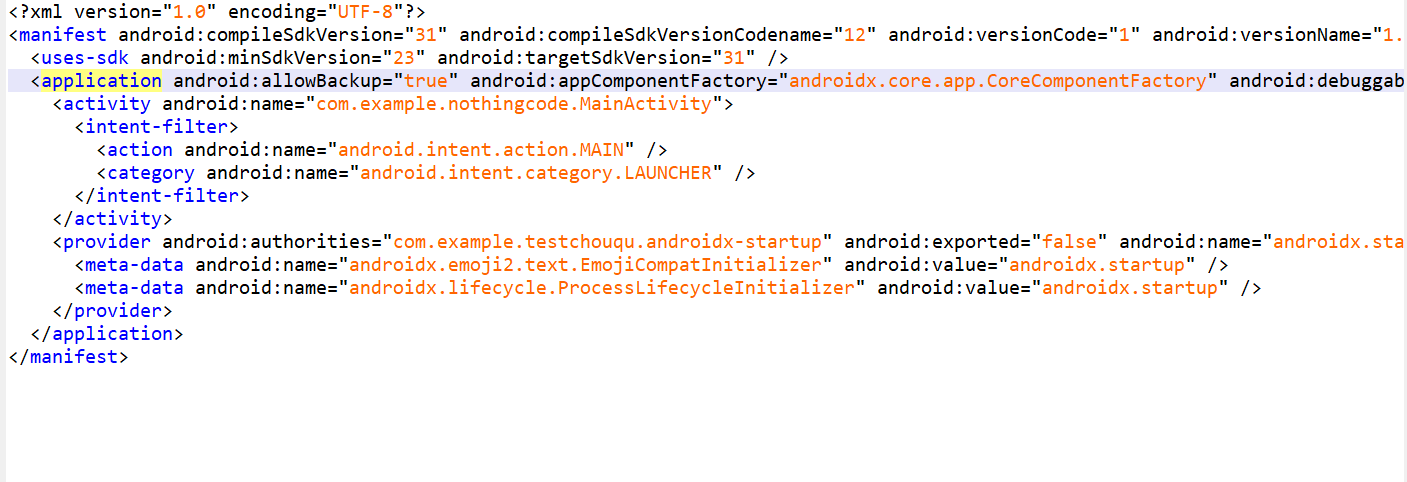 <?xml version="1.0" encoding="UTF-8"?>
<manifest android:compileSdkVersion="31" android:compileSdkVersionCodename="12" android:versionCode="1" android:versionName="1.
<uses-sdk android:minSdkVersion="23" android:targetSdkVersion="31" />
<application android:allowBackup="true" android:appComponentFactory="androidx.core.app.CoreComponentFactory" android:debuggab
<activity android:name="com.example.nothingcode.MainActivity">
<intent-filter>
<action android:name="android.intent.action.MAIN" />
<category android:name="android.intent.category.LAUNCHER" />
</intent-filter>
</activity>
<provider android:authorities="com.example.testchouqu.androidx-startup" android:exported="false" android:name="androidx.sta
<meta-data android:name="androidx.emoji2.text.EmojiCompatInitializer" android:value="androidx.startup" />
<meta-data android:name="androidx.lifecycle.ProcessLifecycleInitializer" android:value="androidx.startup" />
</provider>
</application>
</manifest>